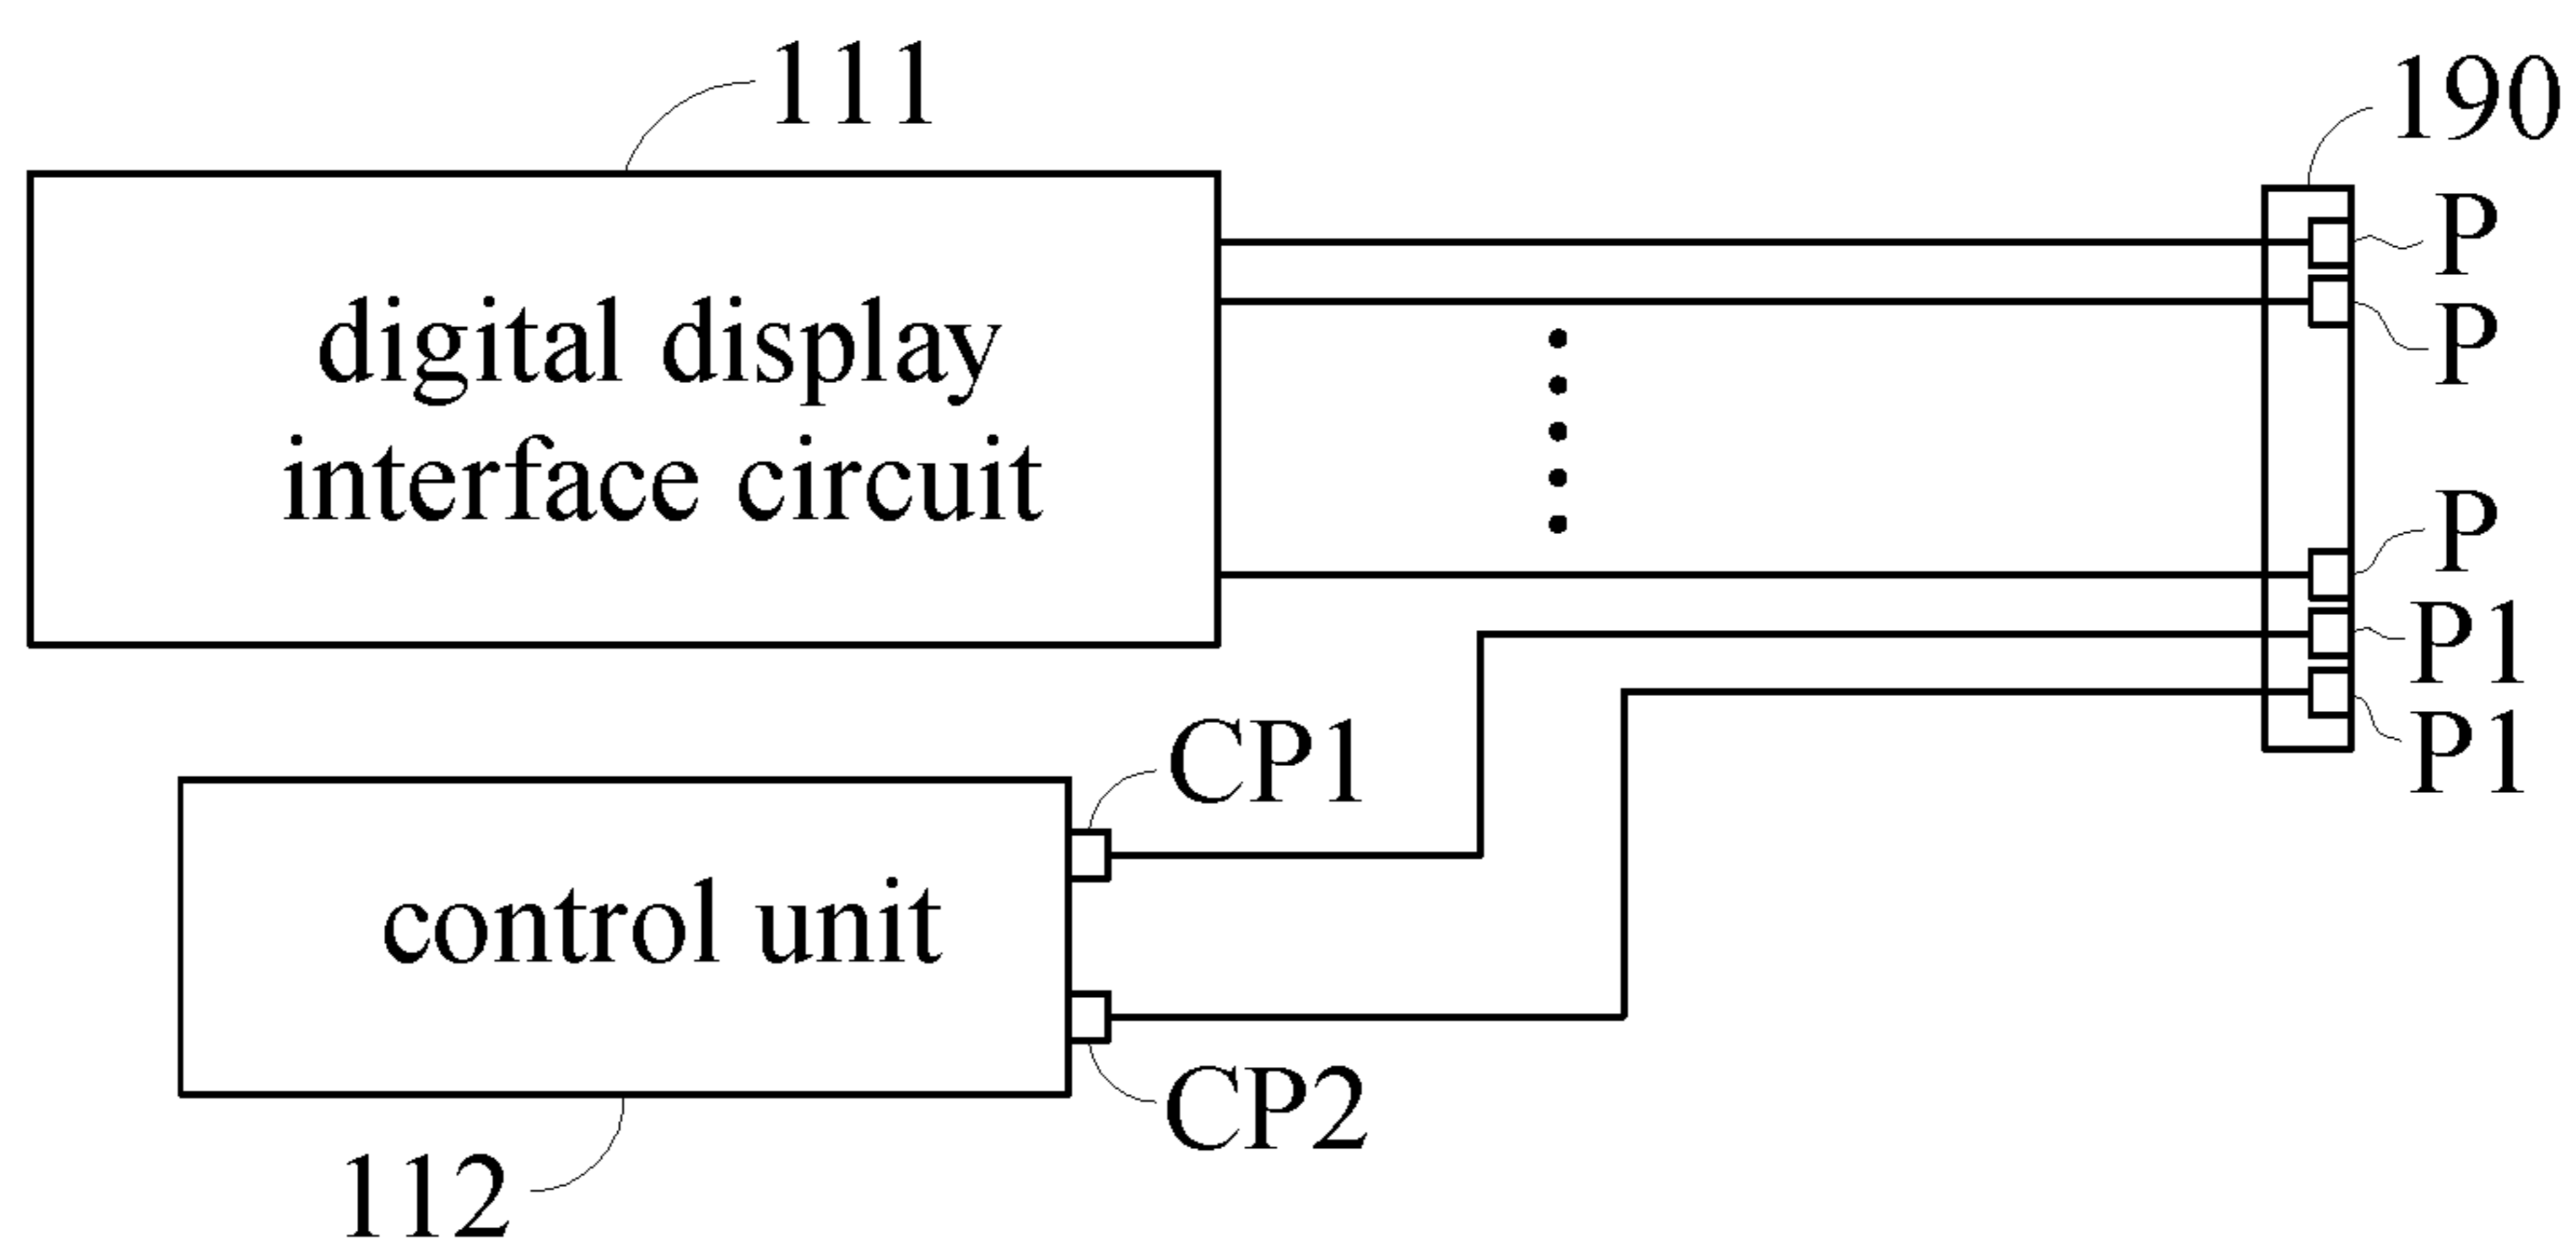 111
190
P
P
digital display
interface circuit
P
P1
P1
CP1
control unit
CP2
112